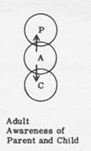 P
A
C
Adult
Awareness of
Parent and Child